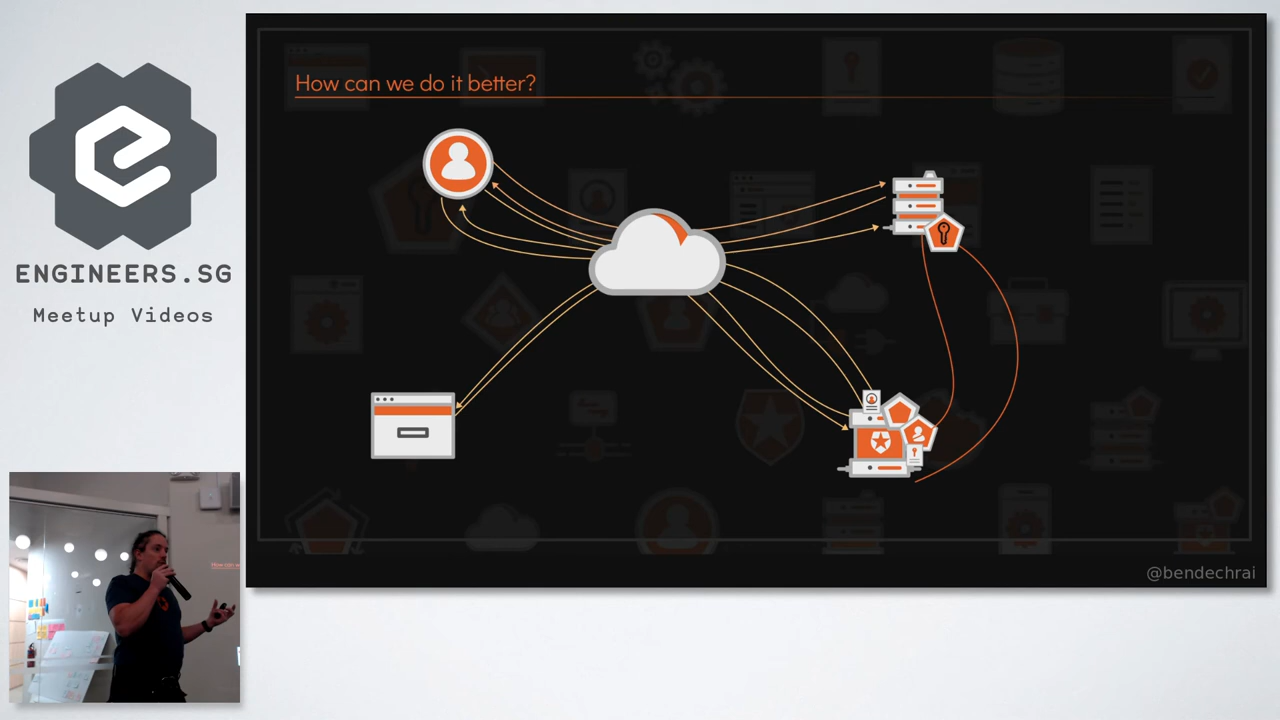 ENGINEERS.SG
Meetup Videos
How can we do it better?
@bendechrai